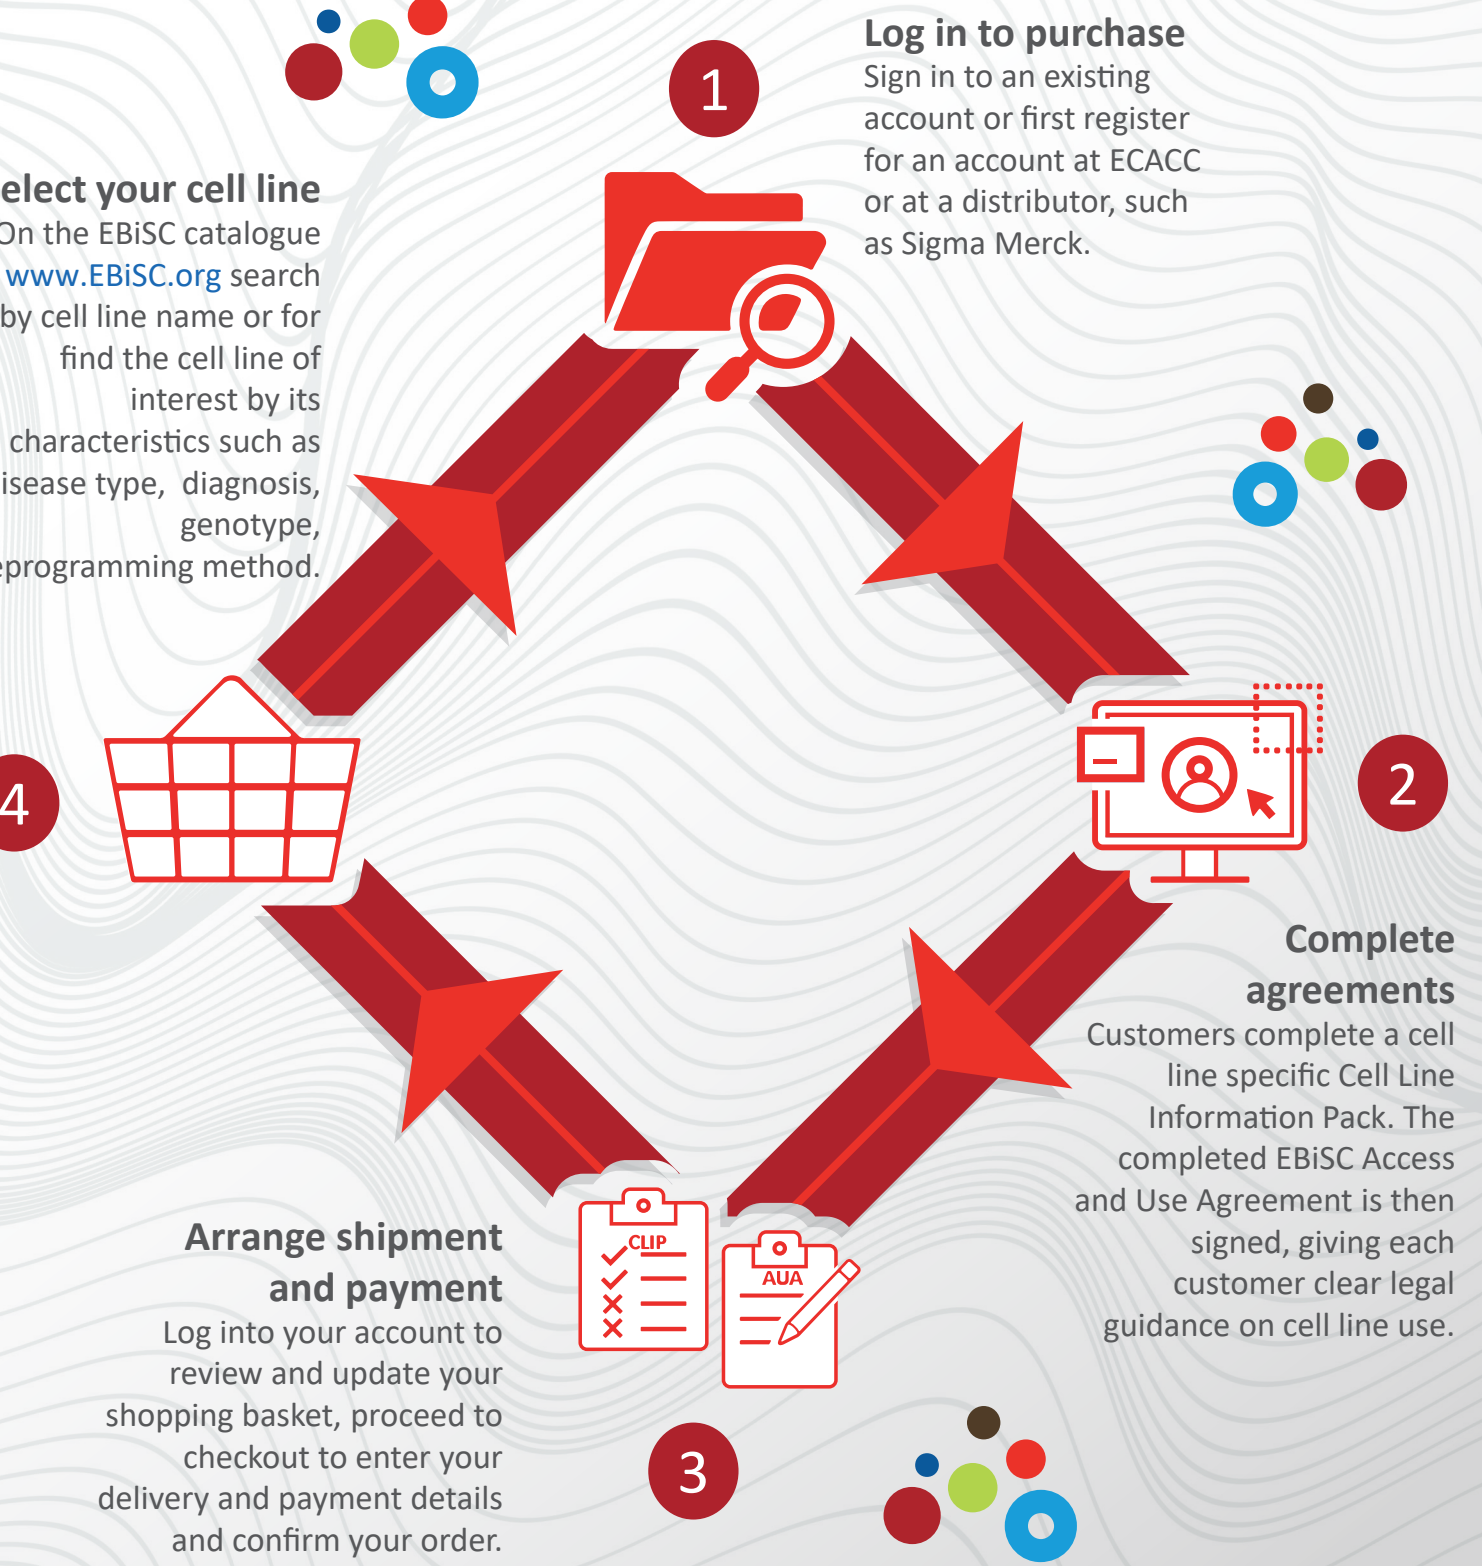 1
Log in to purchase
Sign in to an existing
account or first register
for an account at ECACC
or at a distributor, such
as Sigma Merck.
elect your cell line
On the EBiSC catalogue
www.EBiSC.org search
by cell line name or for
find the cell line of
interest by its
characteristics such as
isease type, diagnosis,
genotype,
eprogramming method.
2
Complete
agreements
Customers complete a cell
line specific Cell Line
Information Pack. The
completed EBiSC Access
and Use Agreement is then
signed, giving each
customer clear legal
guidance on cell line use.
CLIP
AUA
3
Arrange shipment
and payment
Log into your account to
review and update your
shopping basket, proceed to
checkout to enter your
delivery and payment details
and confirm your order.
4